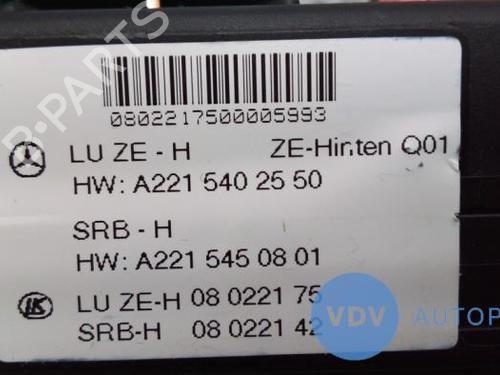 B-PARTS
0802217500005993
LU ZE - H ZE-Hinten Q01
HW: A221 540 25 50
SRB - H
HW: A221 545 08 01
LK LU ZE-H 08 0221 75
SRB-H 08 0221 42
VDV AUTOP